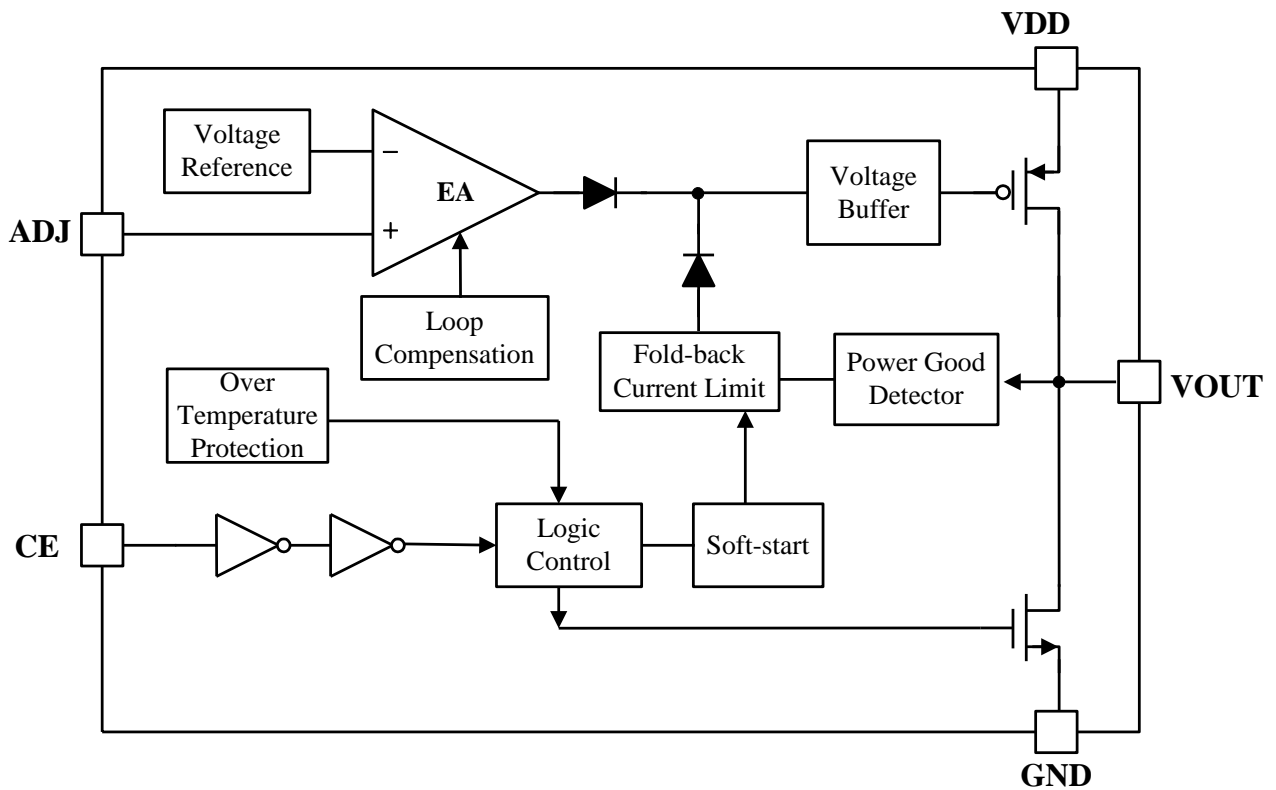 VDD
Voltage
Reference
−
EA
+
ADJ
Voltage
Buffer
Loop
Compensation
Fold-back
Current Limit
Power Good
Detector
VOUT
Over
Temperature
Protection
CE
Logic
Control
Soft-start
GND